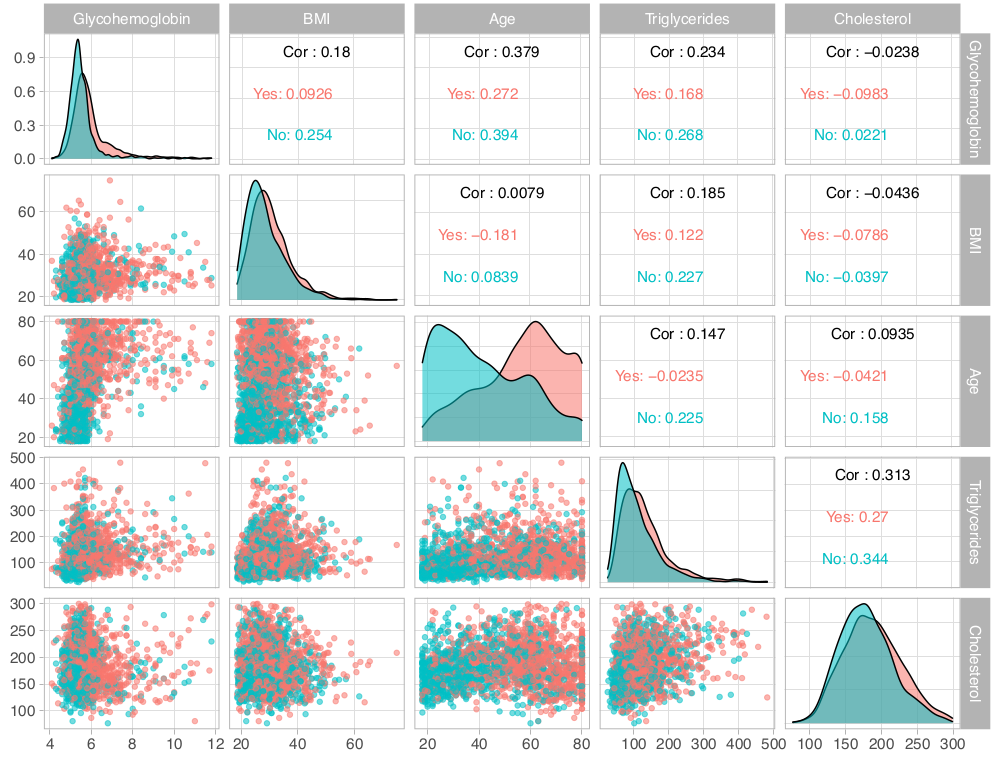 Glycohemoglobin BMI Age Triglycerides Cholesterol
0.9
0.6
0.3
0.0
Cor : 0.18
Yes: 0.0926
No: 0.254
Cor : 0.379
Yes: 0.272
No: 0.394
Cor : 0.234
Yes: 0.168
No: 0.268
Cor : −0.0238
Yes: −0.0983
No: 0.0221
Glycohemoglobin
60
40
20
Cor : 0.0079
Yes: −0.181
No: 0.0839
Cor : 0.185
Yes: 0.122
No: 0.227
Cor : −0.0436
Yes: −0.0786
No: −0.0397
BMI
80
60
40
20
Cor : 0.147
Yes: −0.0235
No: 0.225
Cor : 0.0935
Yes: −0.0421
No: 0.158
Age
500
400
300
200
100
Cor : 0.313
Yes: 0.27
No: 0.344
Triglycerides
300
250
200
150
100
Cholesterol
4 6 8 10 12 20 40 60 20 40 60 80 100 200 300 400 500 100 150 200 250 300